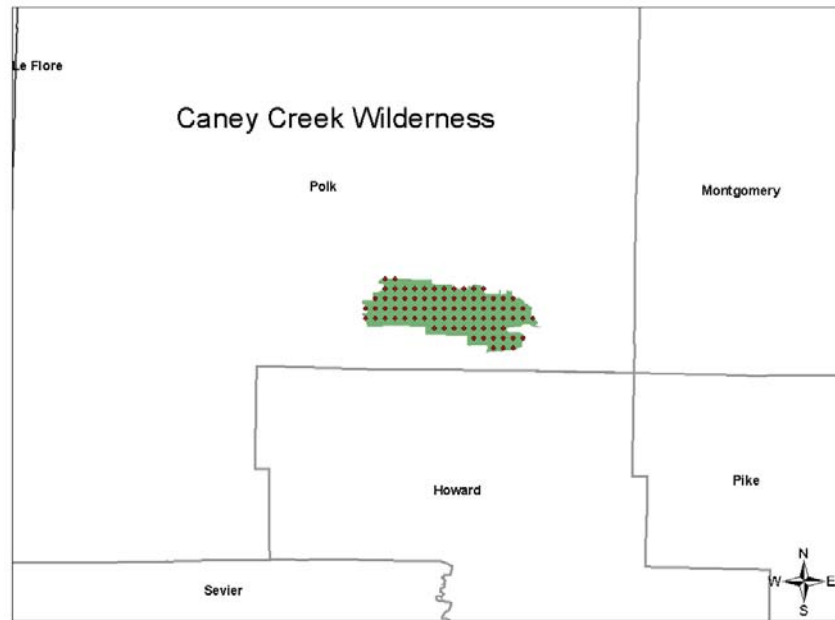 Le Flore
Caney Creek Wilderness
Polk
Montgomery
Howard
Pike
Sevier
N
W E
S